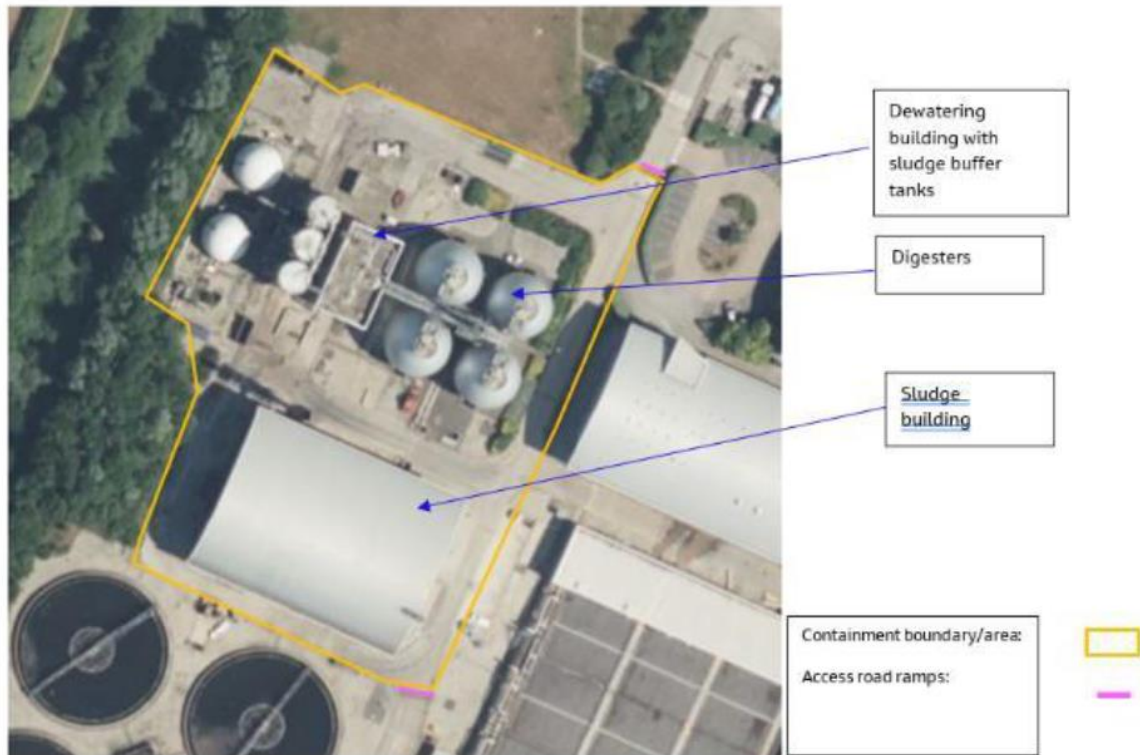 Dewatering
building with
sludge buffer
tanks
Digesters
Sludge
building
Containment boundary/area:
Access road ramps: